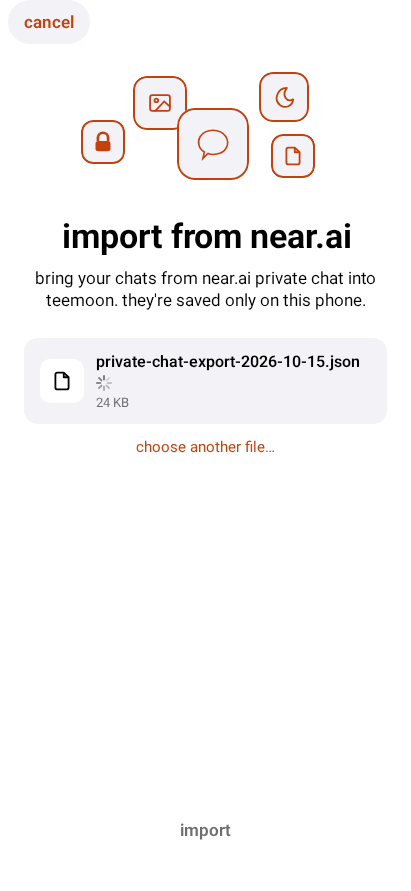 cancel
import from near.ai
bring your chats from near.ai private chat into
teemoon. they're saved only on this phone.
private-chat-export-2026-10-15.json
24 KB
choose another file…
import